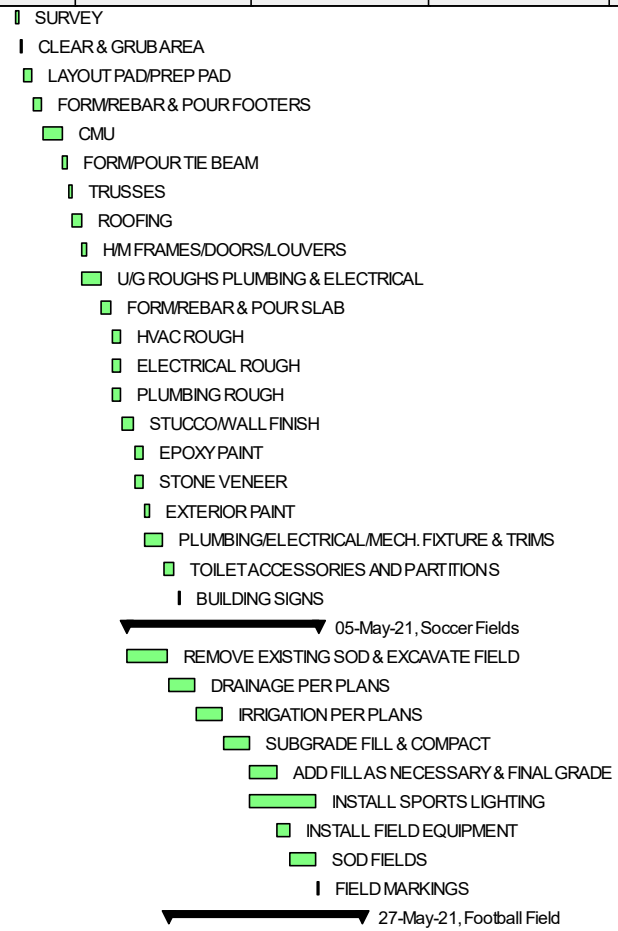 SURVEY
CLEAR & GRUB AREA
LAYOUT PAD/PREP PAD
FORM/REBAR & POUR FOOTERS
CMU
FORM/POUR TIE BEAM
TRUSSES
ROOFING
H/M FRAMES/DOORS/LOUVERS
U/G ROUGHS PLUMBING & ELECTRICAL
FORM/REBAR & POUR SLAB
HVAC ROUGH
ELECTRICAL ROUGH
PLUMBING ROUGH
STUCCO/WALL FINISH
EPOXY PAINT
STONE VENEER
EXTERIOR PAINT
PLUMBING/ELECTRICAL/MECH. FIXTURE & TRIMS
TOILET ACCESSORIES AND PARTITIONS
BUILDING SIGNS
05-May-21, Soccer Fields
REMOVE EXISTING SOD & EXCAVATE FIELD
DRAINAGE PER PLANS
IRRIGATION PER PLANS
SUBGRADE FILL & COMPACT
ADD FILL AS NECESSARY & FINAL GRADE
INSTALL SPORTS LIGHTING
INSTALL FIELD EQUIPMENT
SOD FIELDS
FIELD MARKINGS
27-May-21, Football Field